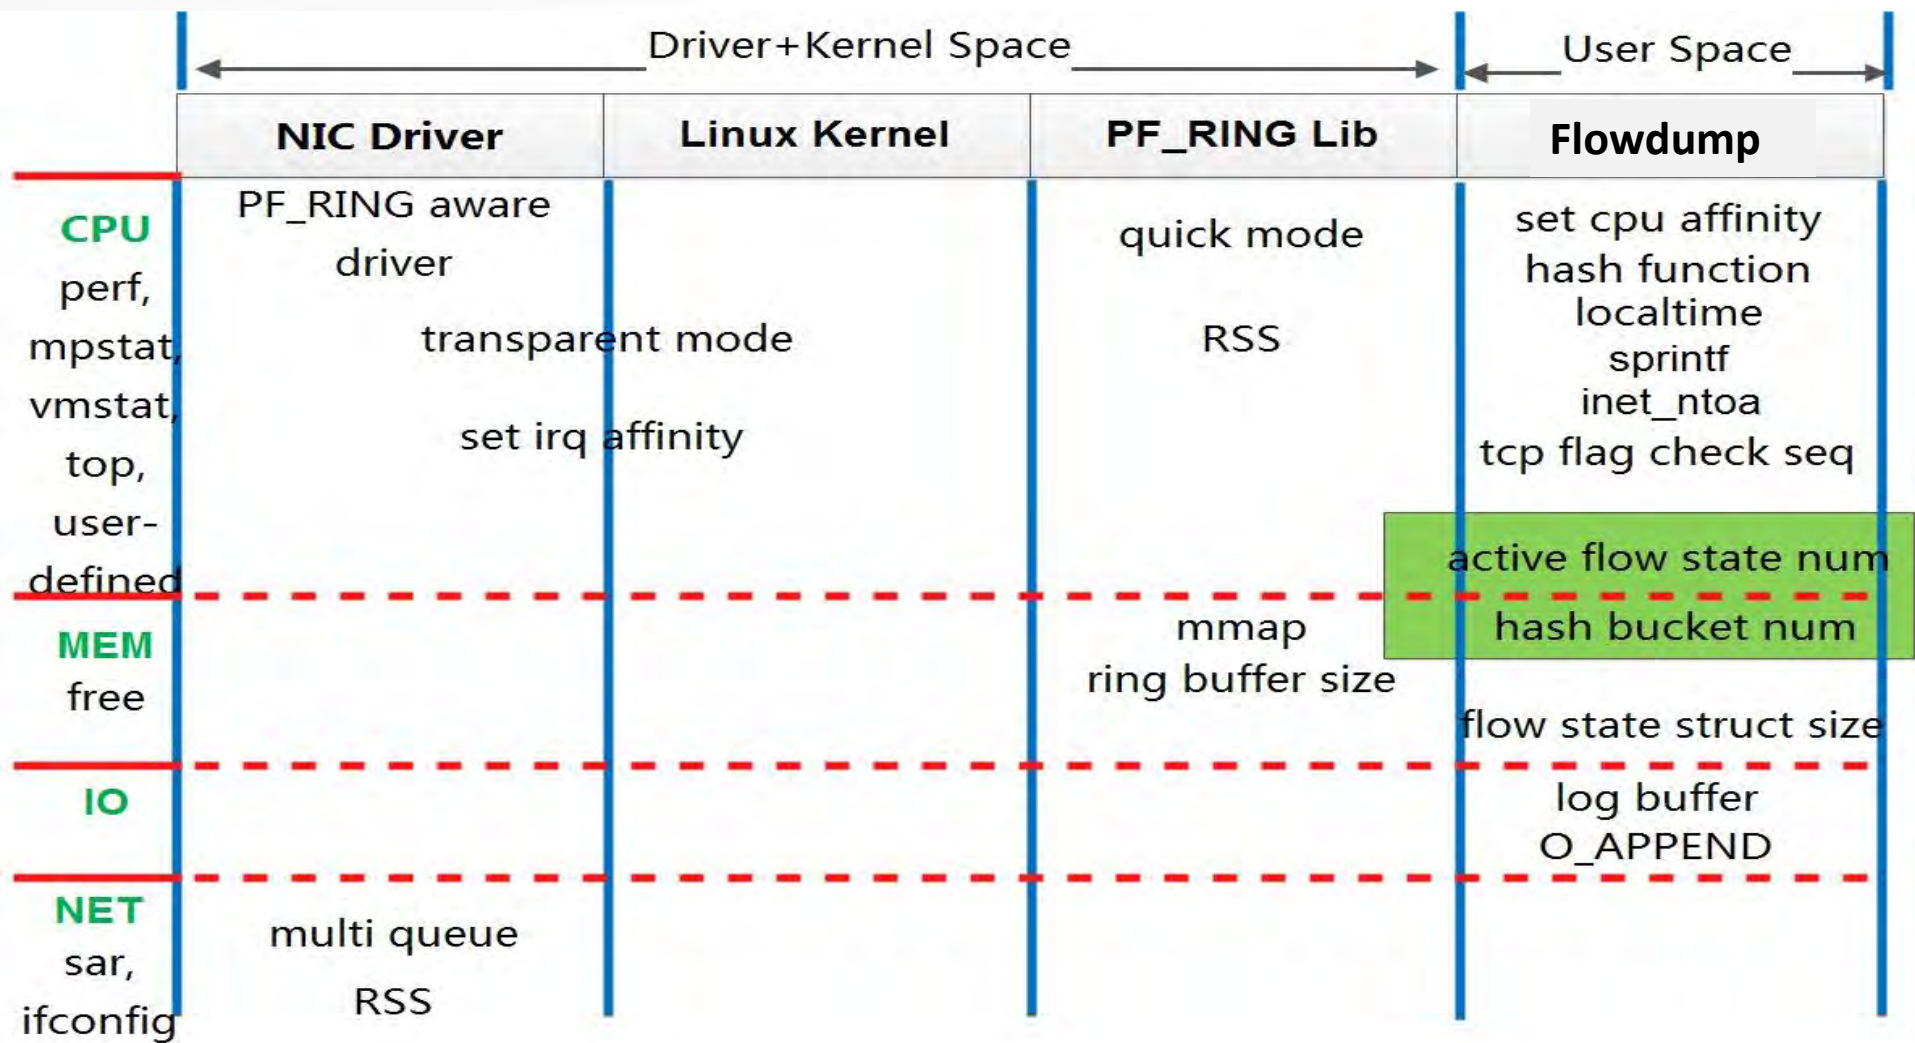 Driver+Kernel Space
User Space
NIC Driver
Linux Kernel
PF_RING Lib
Flowdump
CPU
perf,
mpstat,
vmstat,
top,
user-
defined
PF_RING aware
driver
transparent mode
set irq affinity
quick mode
RSS
set cpu affinity
hash function
localtime
sprintf
inet_ntoa
tcp flag check seq
active flow state num
hash bucket num
MEM
free
mmap
ring buffer size
flow state struct size
IO
log buffer
O_APPEND
NET
sar,
ifconfig
multi queue
RSS